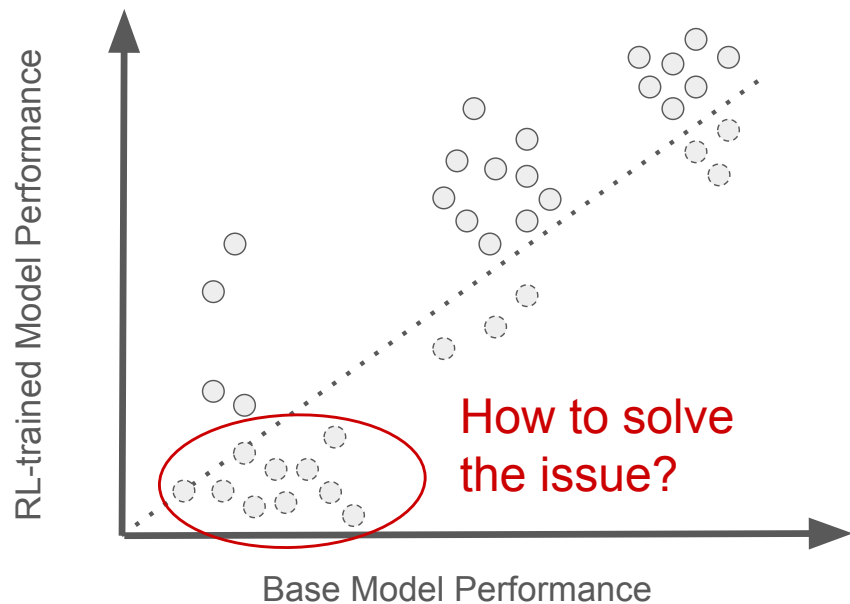 RL-trained Model Performance
How to solve
the issue?
Base Model Performance